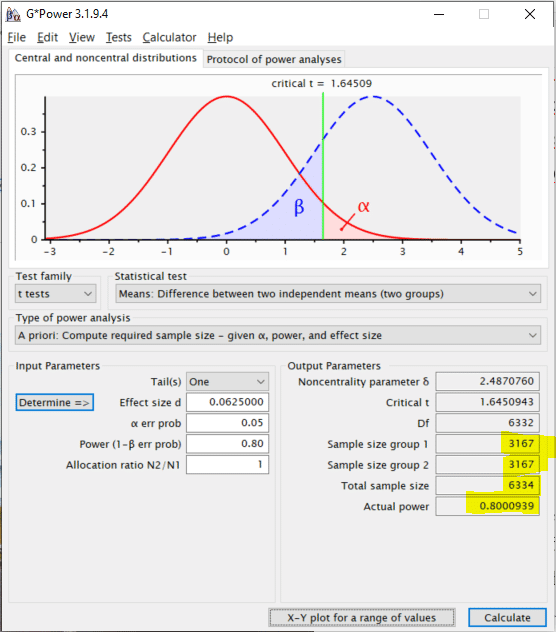 βα G*Power 3.1.9.4
File Edit View Tests Calculator Help
Central and noncentral distributions Protocol of power analyses
critical t = 1.64509
0.3
0.2
0.1
0
β α
-3 -2 -1 0 1 2 3 4 5
Test family Statistical test
t tests Means: Difference between two independent means (two groups)
Type of power analysis
A priori: Compute required sample size - given α, power, and effect size
Input Parameters Output Parameters
Tail(s) One Noncentrality parameter δ 2.4870760
Determine => Effect size d 0.0625000 Critical t 1.6450943
α err prob 0.05 Df 6332
Power (1-β err prob) 0.80 Sample size group 1 3167
Allocation ratio N2/N1 1 Sample size group 2 3167
Total sample size 6334
Actual power 0.8000939
X-Y plot for a range of values Calculate